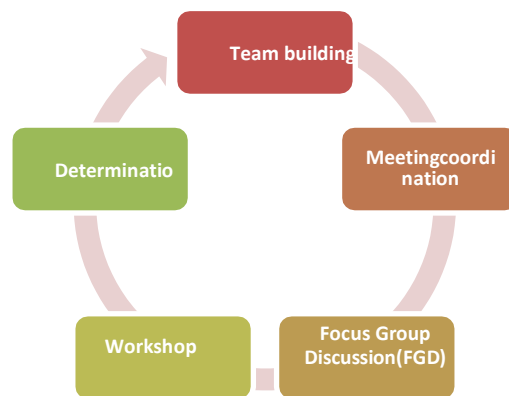 Team building
Meetingcoordi
nation
Focus Group
Discussion(FGD)
Workshop
Determinatio